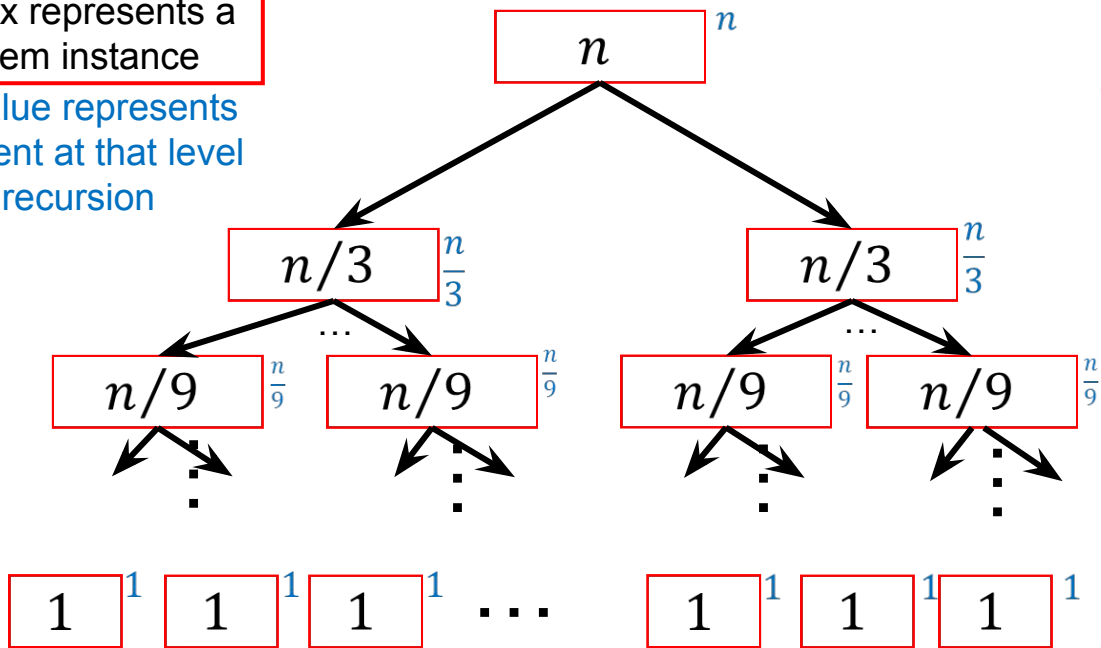 x represents a
em instance
lue represents
ent at that level
recursion
n n
n/3 n/3 n/3 n/3
...
...
n/9 n/9 n/9 n/9 n/9 n/9 n/9 n/9
1 1 1 1 1 1 ... 1 1 1 1 1 1